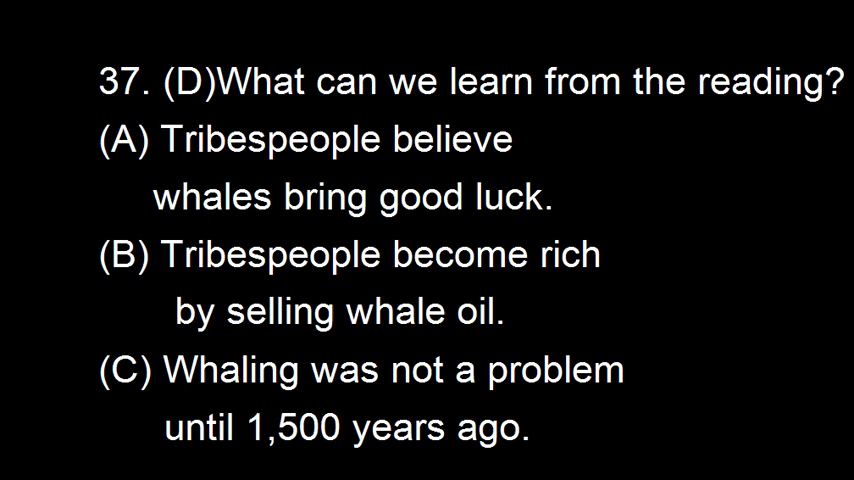 37. (D)What can we learn from the reading?
(A) Tribespeople believe
whales bring good luck.
(B) Tribespeople become rich
by selling whale oil.
(C) Whaling was not a problem
until 1,500 years ago.